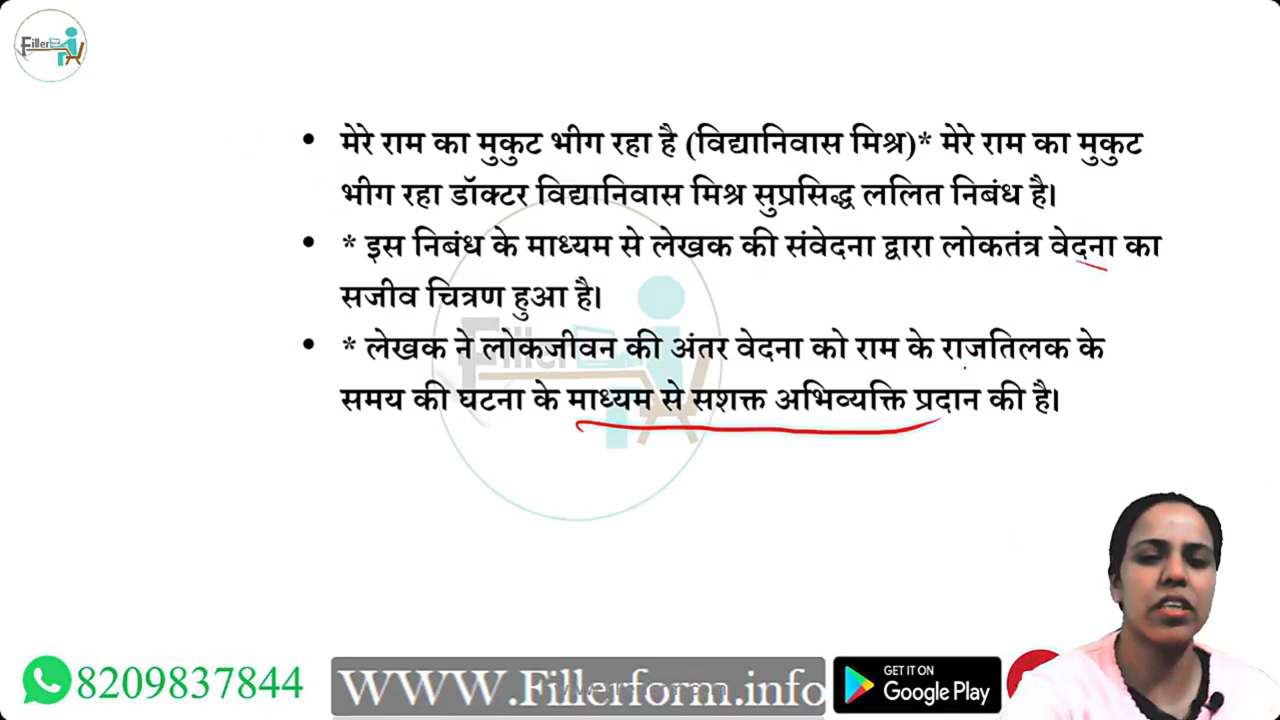 Filler
• मेरे राम का मुकुट भीग रहा है (विद्यानिवास मिश्र)* मेरे राम का मुकुट
भीग रहा डॉक्टर विद्यानिवास मिश्र सुप्रसिद्ध ललित निबंध है।
• * इस निबंध के माध्यम से लेखक की संवेदना द्वारा लोकतंत्र वेदना का
सजीव चित्रण हुआ है।
• * लेखक ने लोकजीवन की अंतर वेदना को राम के राजतिलक के
समय की घटना के माध्यम से सशक्त अभिव्यक्ति प्रदान की है।
Filler
8209837844
WWW.Fillerform.info
GET IT ON
Google Play